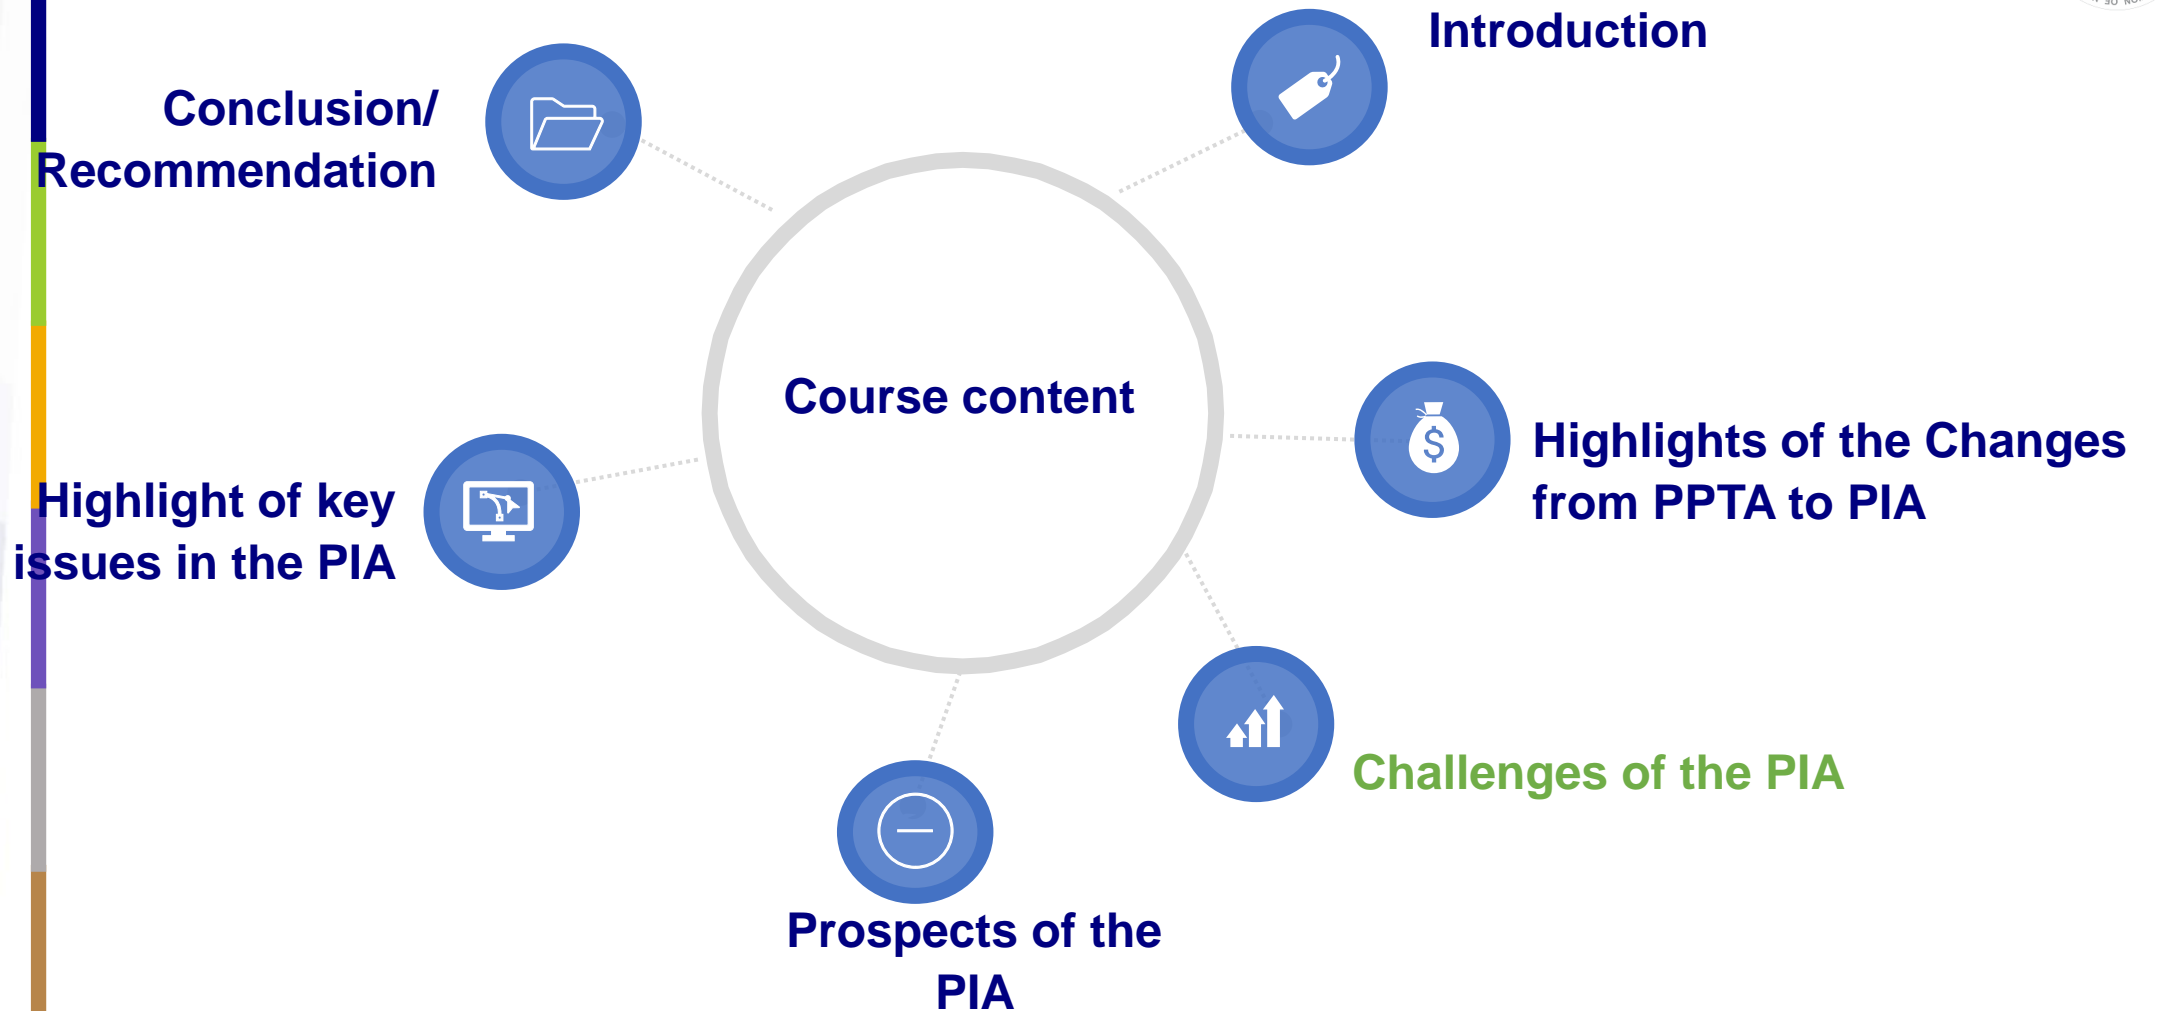 Introduction
Conclusion/
Recommendation
Course content
Highlights of the Changes
from PPTA to PIA
Highlight of key
issues in the PIA
Challenges of the PIA
Prospects of the
PIA
$